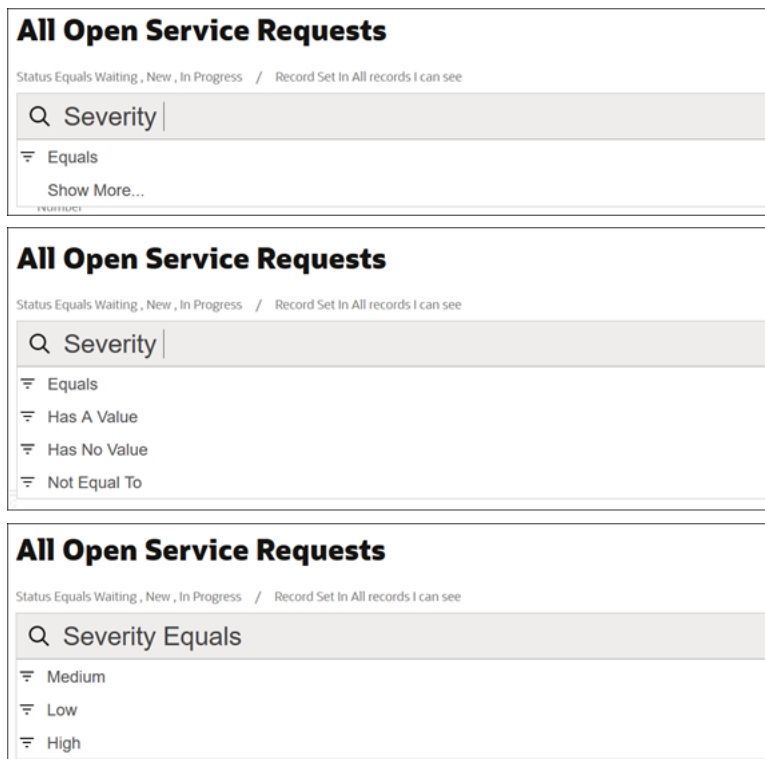 All Open Service Requests
Status Equals Waiting , New , In Progress / Record Set In All records I can see
Severity
Equals
Show More...
Number
All Open Service Requests
Status Equals Waiting , New , In Progress / Record Set In All records I can see
Severity
Equals
Has A Value
Has No Value
Not Equal To
All Open Service Requests
Status Equals Waiting , New , In Progress / Record Set In All records I can see
Severity Equals
Medium
Low
High